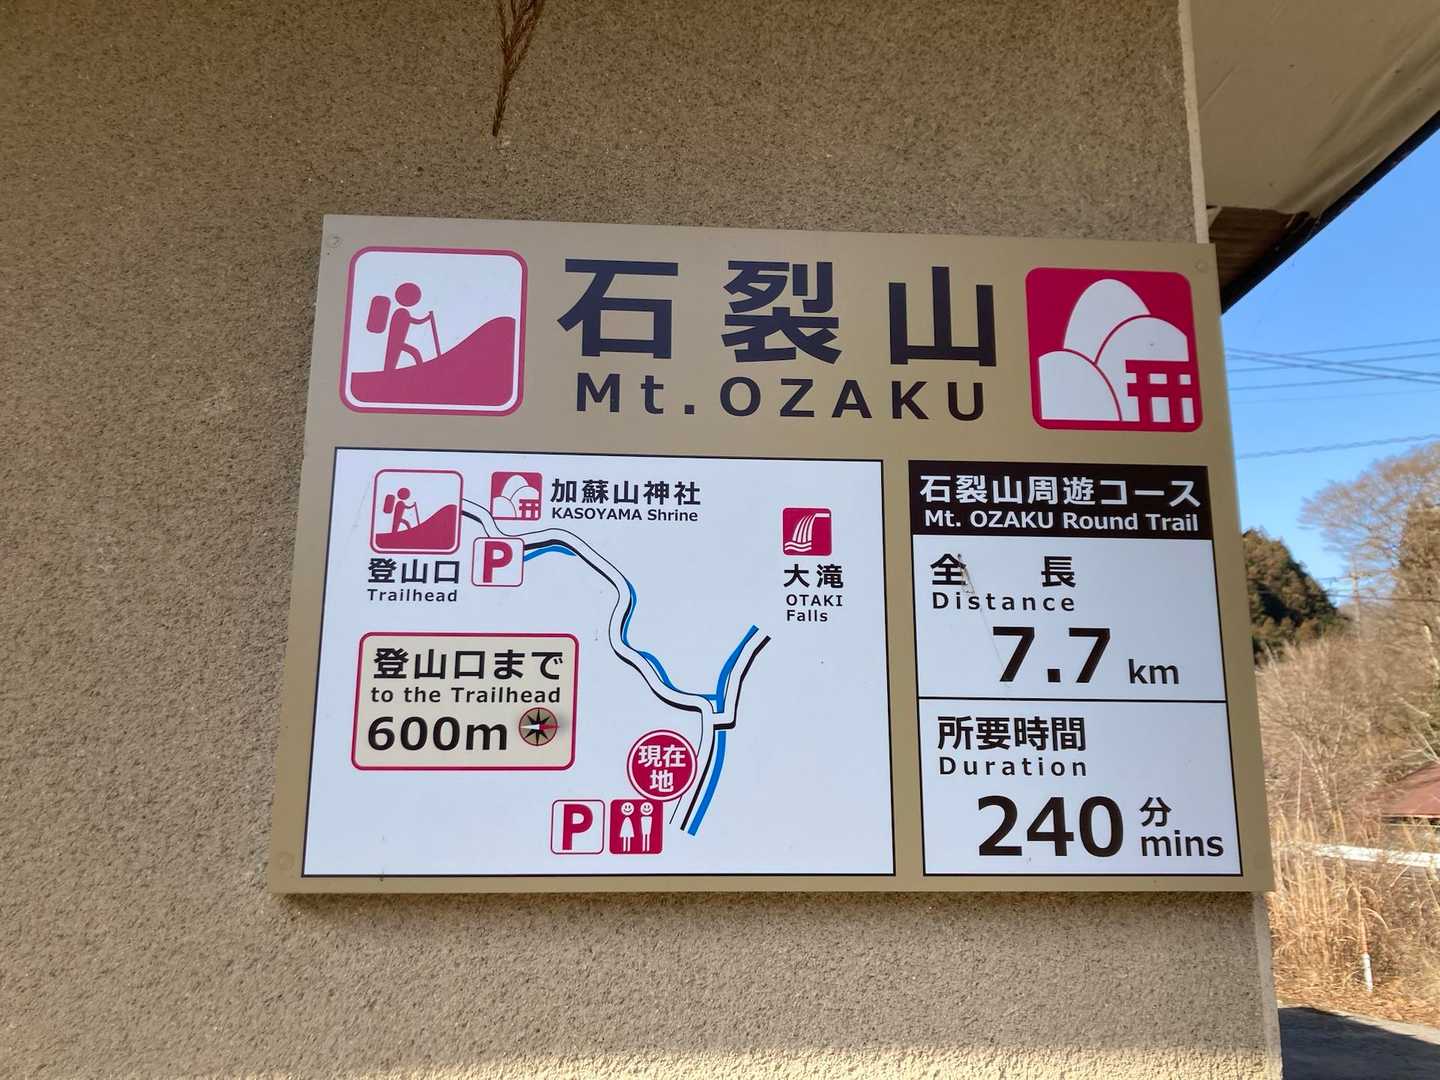 石裂山
Mt. OZAKU
加蘇山神社
KASOYAMA Shrine
P
登山口
Trailhead
大滝
OTAKI
Falls
登山口まで
to the Trailhead
600m
現在
地
P
石裂山周遊コース
Mt. OZAKU Round Trail
全長
Distance
7.7 km
所要時間
Duration
240 分
mins